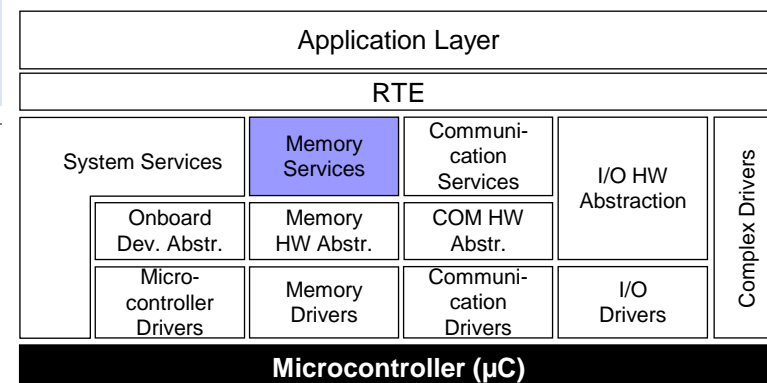 Application Layer
RTE
System Services
Memory
Services
Communi-
cation
Services
I/O HW
Abstraction
Complex Drivers
Onboard
Dev. Abstr.
Memory
HW Abstr.
COM HW
Abstr.
Micro-
controller
Drivers
Memory
Drivers
Communi-
cation
Drivers
I/O
Drivers
Microcontroller (µC)